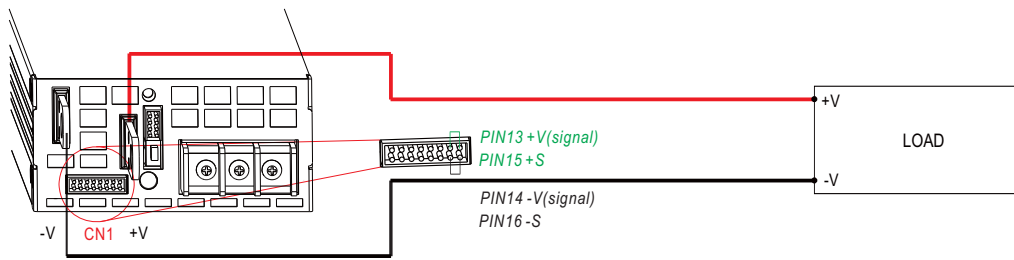 +V
PIN13 +V(signal)
PIN15 +S
LOAD
-V
PIN14 -V(signal)
PIN16 -S
-V
CN1
+V